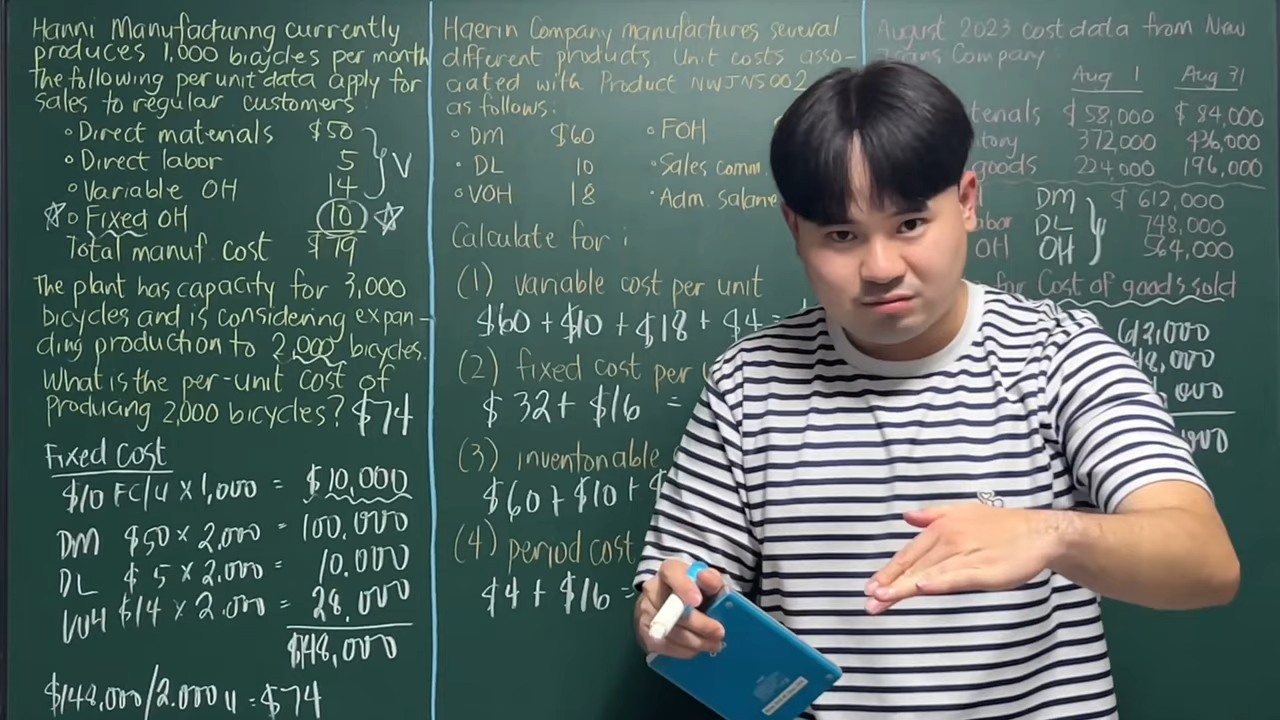 Hanni Manufacturing currently
produces 1,000 bicycles per month
The following per unit data apply for
sales to regular customers:
• Direct materials $50
• Direct labor 5
• Variable OH 14
V
☆ • Fixed OH 10 ☆
Total manuf. cost $79
The plant has capacity for 3,000
bicycles and is considering expan-
ding production to 2,000 bicycles.
What is the per-unit cost of
producing 2,000 bicycles? $74
Fixed Cost
$10 FC/u × 1,000 = $10,000
DM $50 × 2,000 = 100,000
DL $5 × 2,000 = 10,000
VOH $14 × 2,000 = 28,000
$148,000
$148,000/2,000 u = $74
Haerin Company manufactures several
different products. Unit costs asso-
ciated with Product NWJNS002
as follows:
• DM $60 • FOH
• DL 10 • Sales comm.
• VOH 18 • Adm. salarie
Calculate for:
(1) variable cost per unit
$60 + $10 + $18 + $4 =
(2) fixed cost per
$32 + $16 =
(3) inventoriable
$60 + $10 + $
(4) period cost
$4 + $16 =
August 2023 cost data from New
Jeans Company:
Aug 1 Aug 31
$58,000 $84,000
372,000 436,000
goods 224,000 196,000
DM $612,000
DL 748,000
OH OH 564,000
for Cost of goods sold
612,000